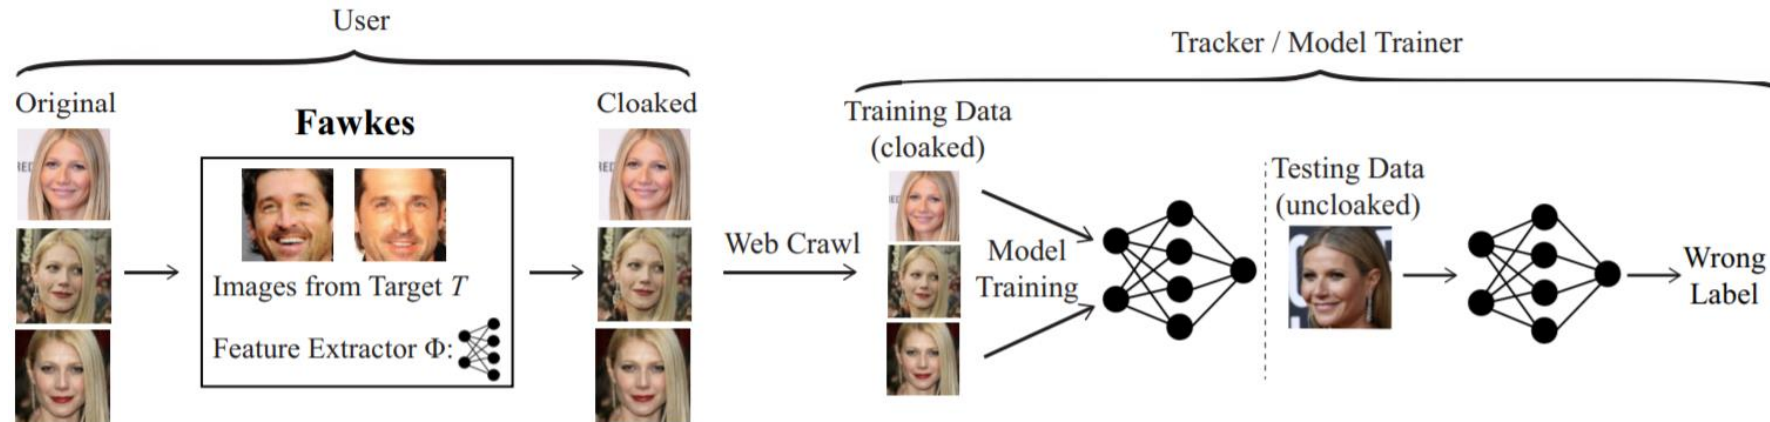 User
Original
Fawkes
Images from Target T
Feature Extractor Φ:
Cloaked
Web Crawl
Tracker / Model Trainer
Training Data
(cloaked)
Model
Training
Testing Data
(uncloaked)
Wrong
Label